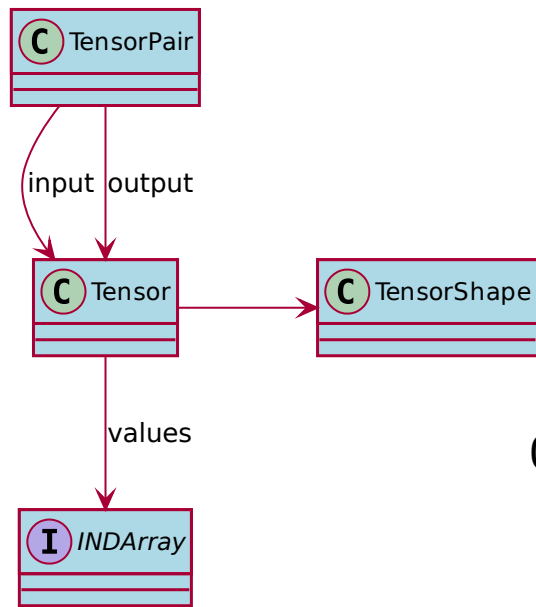 C TensorPair
input output
C Tensor
C TensorShape
values
I INDArray